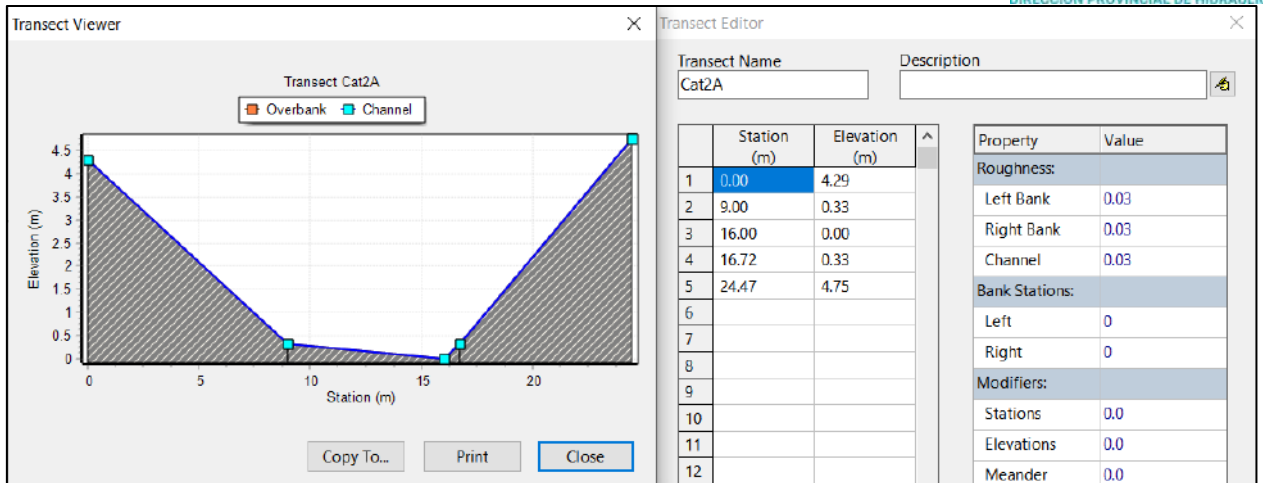 DIRECCIÓN PROVINCIAL DE HIDRÁULIC
Transect Viewer
Transect Cat2A
Overbank Channel
Elevation (m)
4.5
4
3.5
3
2.5
2
1.5
1
0.5
0
0 5 10 15 20
Station (m)
Copy To... Print Close
Transect Editor
Transect Name Description
Cat2A
Station Elevation
(m) (m)
1 0.00 4.29
2 9.00 0.33
3 16.00 0.00
4 16.72 0.33
5 24.47 4.75
6
7
8
9
10
11
12
Property Value
Roughness:
Left Bank 0.03
Right Bank 0.03
Channel 0.03
Bank Stations:
Left 0
Right 0
Modifiers:
Stations 0.0
Elevations 0.0
Meander 0.0